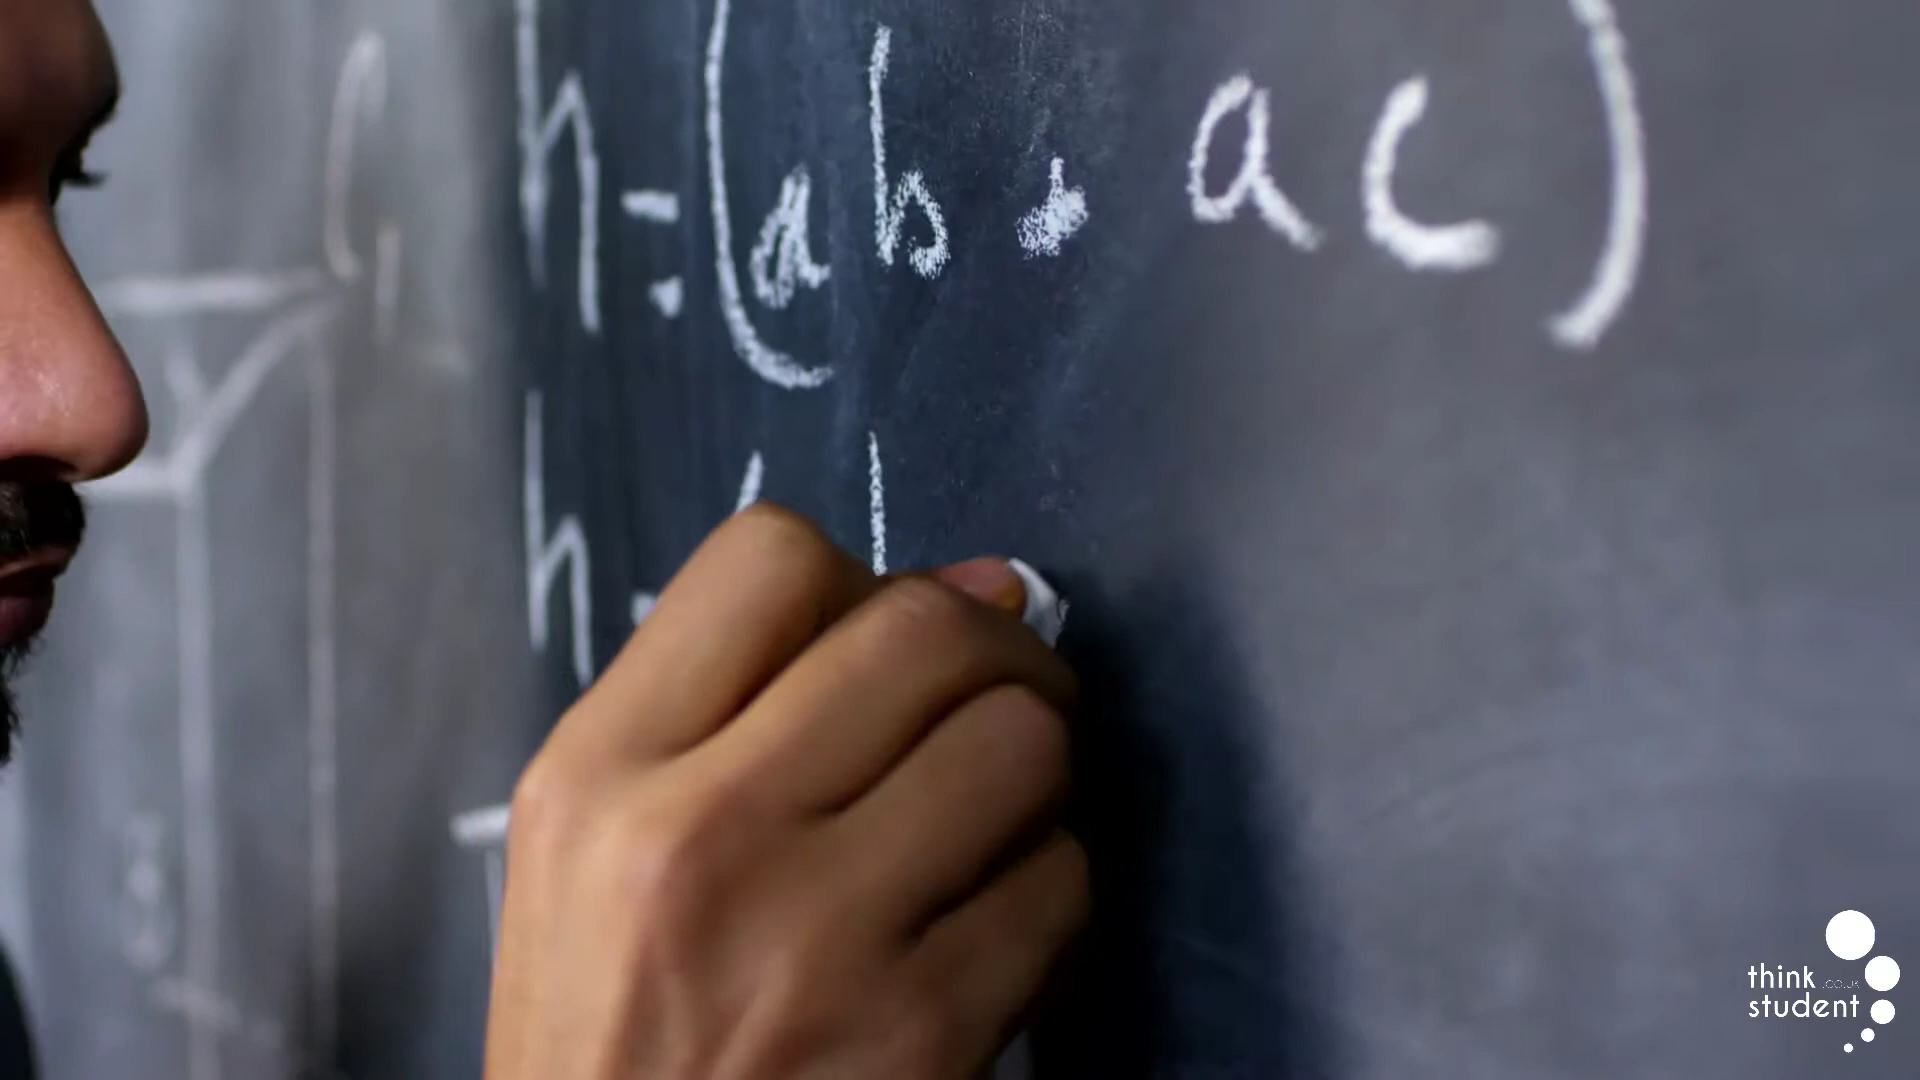 h = (ab · ac)
h
think .co.uk
student